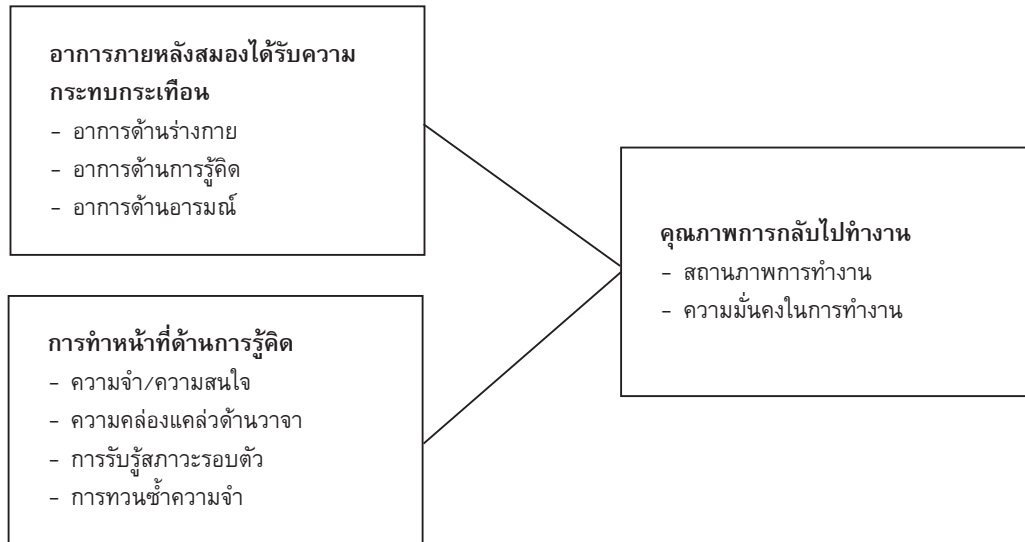 อาการภายหลังสมองได้รับความ
กระทบกระเทือน
- อาการด้านร่างกาย
- อาการด้านการรู้คิด
- อาการด้านอารมณ์
การทำหน้าที่ด้านการรู้คิด
- ความจำ/ความสนใจ
- ความคล่องแคล่วด้านวาจา
- การรับรู้สภาวะรอบตัว
- การทวนซ้ำความจำ
คุณภาพการกลับไปทำงาน
- สถานภาพการทำงาน
- ความมั่นคงในการทำงาน